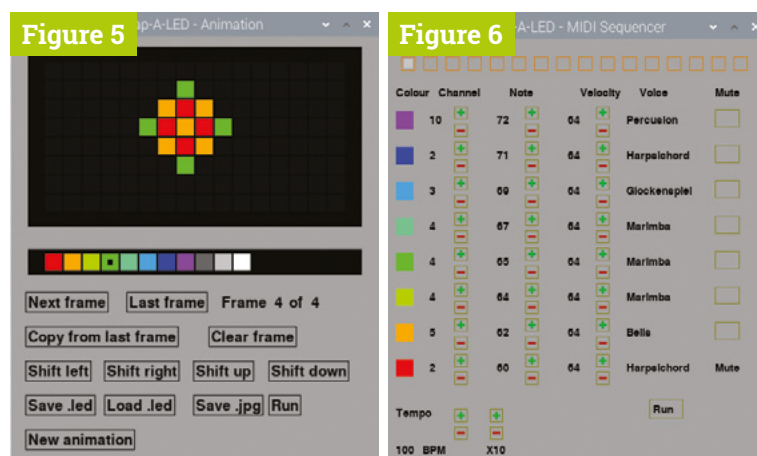 Figure 5
ap-A-LED - Animation
Next frame Last frame Frame 4 of 4
Copy from last frame Clear frame
Shift left Shift right Shift up Shift down
Save .led Load .led Save .jpg Run
New animation
Figure 6
A-LED - MIDI Sequencer
Colour Channel Note Velocity Voice Mute
10 + - 72 + - 64 + - Percusion
2 + - 71 + - 64 + - Harpsichord
3 + - 69 + - 64 + - Glockenspiel
4 + - 67 + - 64 + - Marimba
4 + - 65 + - 64 + - Marimba
4 + - 64 + - 64 + - Marimba
5 + - 62 + - 64 + - Bells
2 + - 60 + - 64 + - Harpsichord Mute
Tempo + - + - Run
100 BPM X10